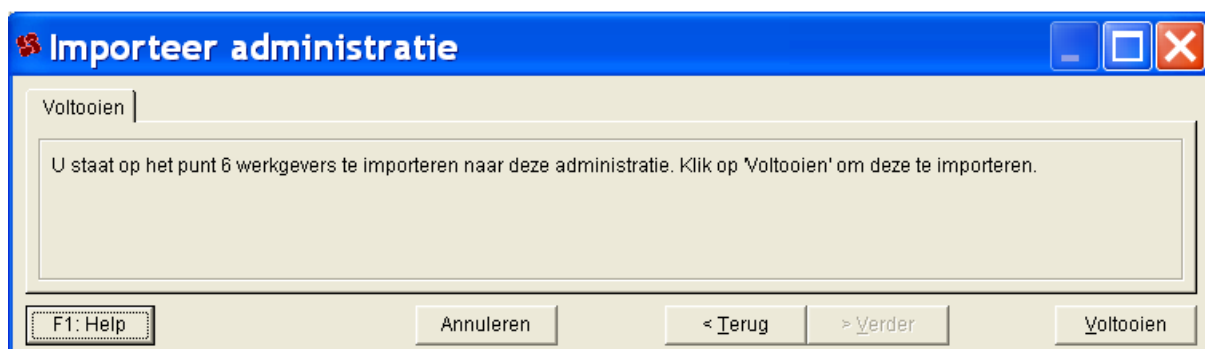 Importeer administratie
Voltooien
U staat op het punt 6 werkgevers te importeren naar deze administratie. Klik op 'Voltooien' om deze te importeren.
F1: Help Annuleren < Terug > Verder Voltooien